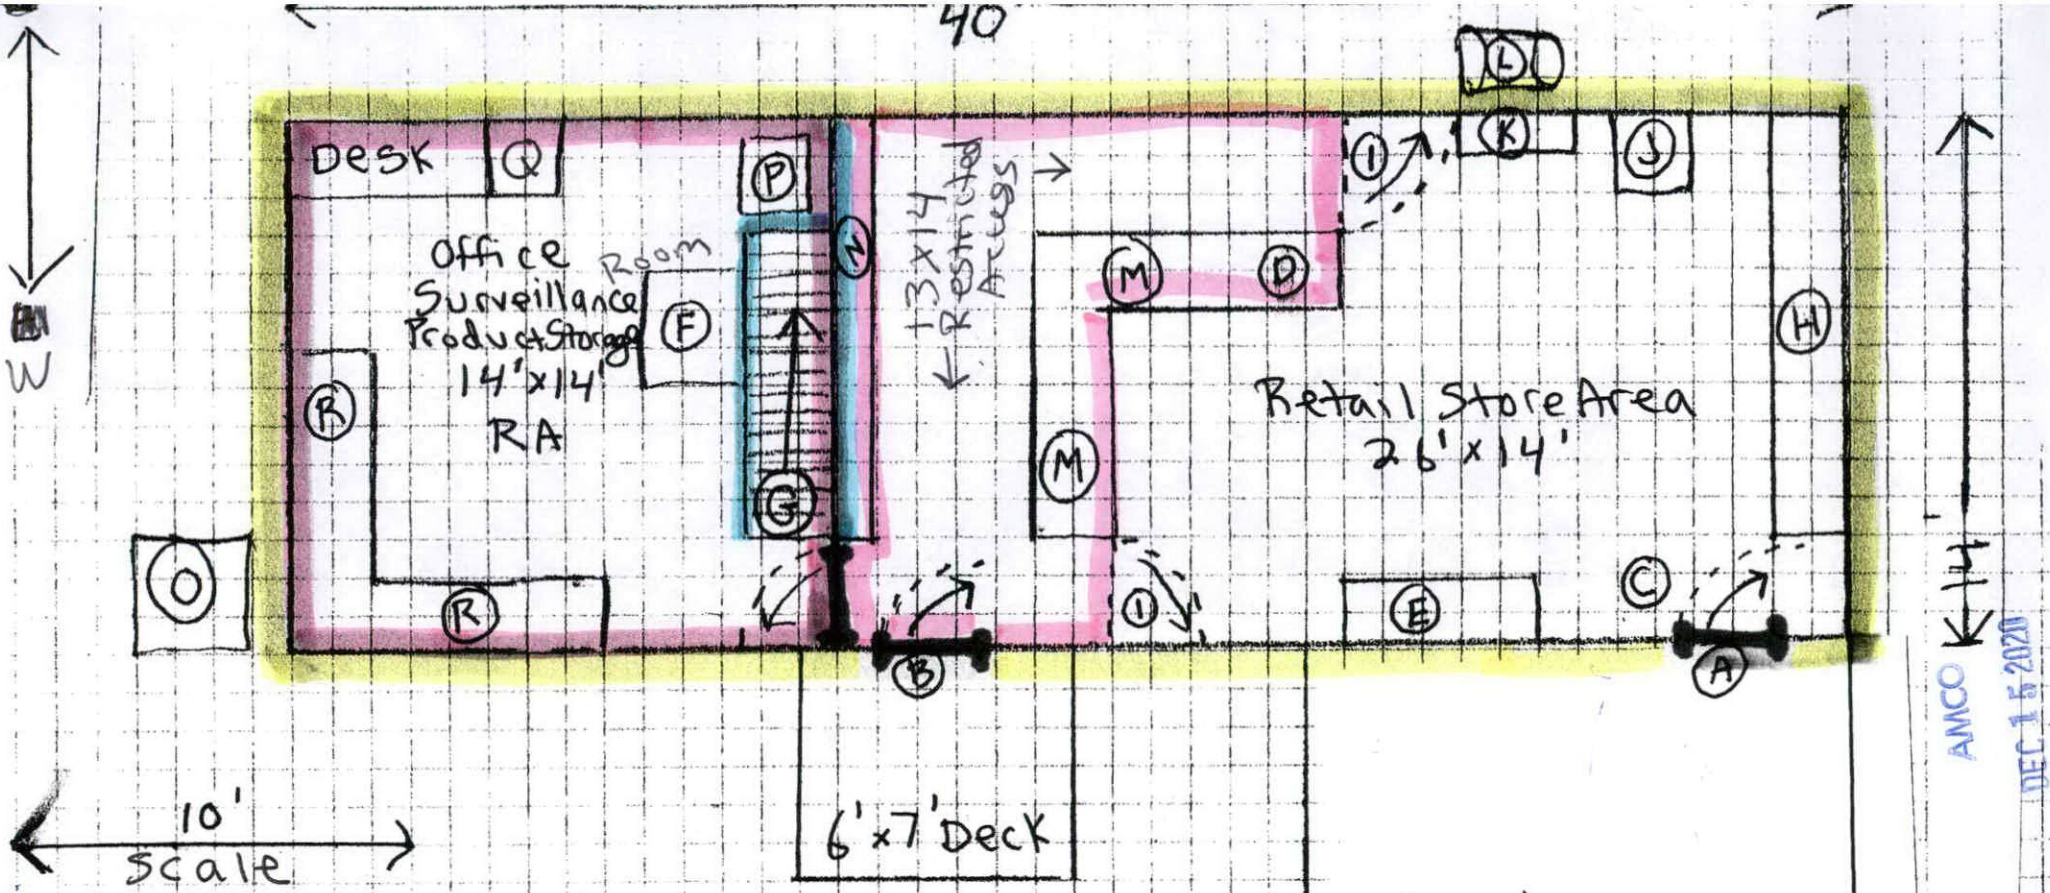 40
L
Desk
Q
P
I
K
J
N
13x14
Restricted
Access
Office
Room
Surveillance
Product Storage
14'x14'
RA
F
M
D
H
R
Retail Store Area
26'x14'
M
G
O
R
I
E
C
14
B
A
W
10'
scale
6'x7' Deck
AMCO
DEC 15 2020